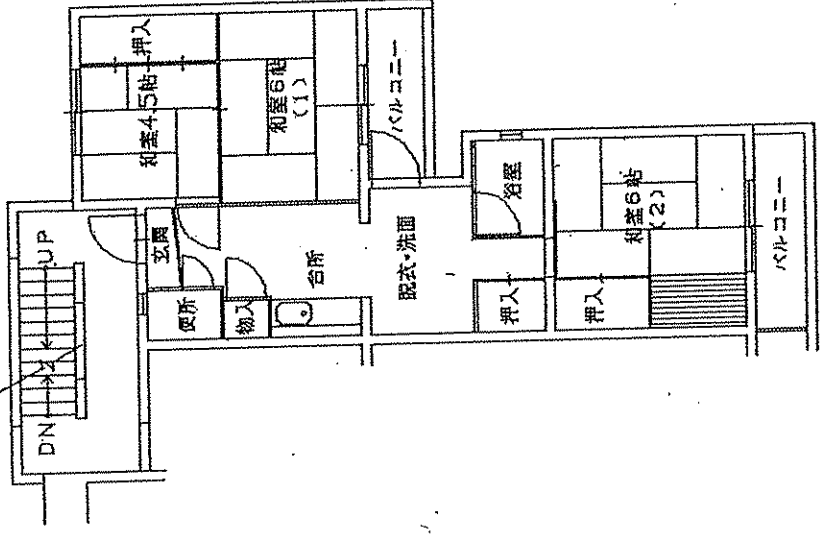 押入
和室4.5帖
和室6帖
(1)
バルコニー
UP
DN
玄関
便所
物入
台所
脱衣・洗面
浴室
押入
押入
和室6帖
(2)
バルコニー